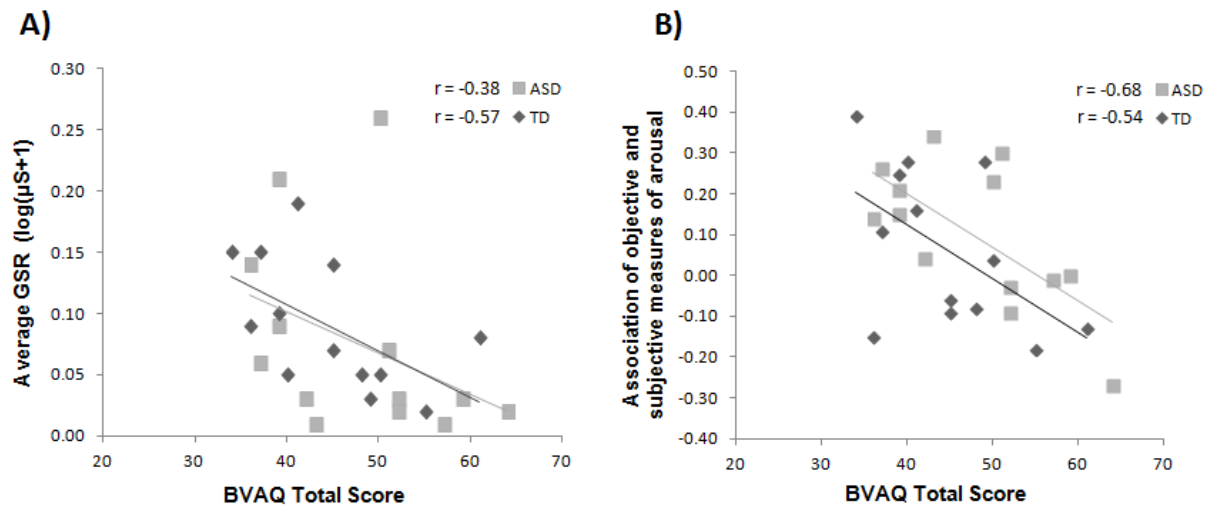 A)
0.30
0.25
0.20
0.15
0.10
0.05
0.00
Average GSR (log(µS+1)
r = -0.38 ASD
r = -0.57 TD
20 30 40 50 60 70
BVAQ Total Score
B)
0.50
0.40
0.30
0.20
0.10
0.00
-0.10
-0.20
-0.30
-0.40
Association of objective and
subjective measures of arousal
r = -0.68 ASD
r = -0.54 TD
20 30 40 50 60 70
BVAQ Total Score